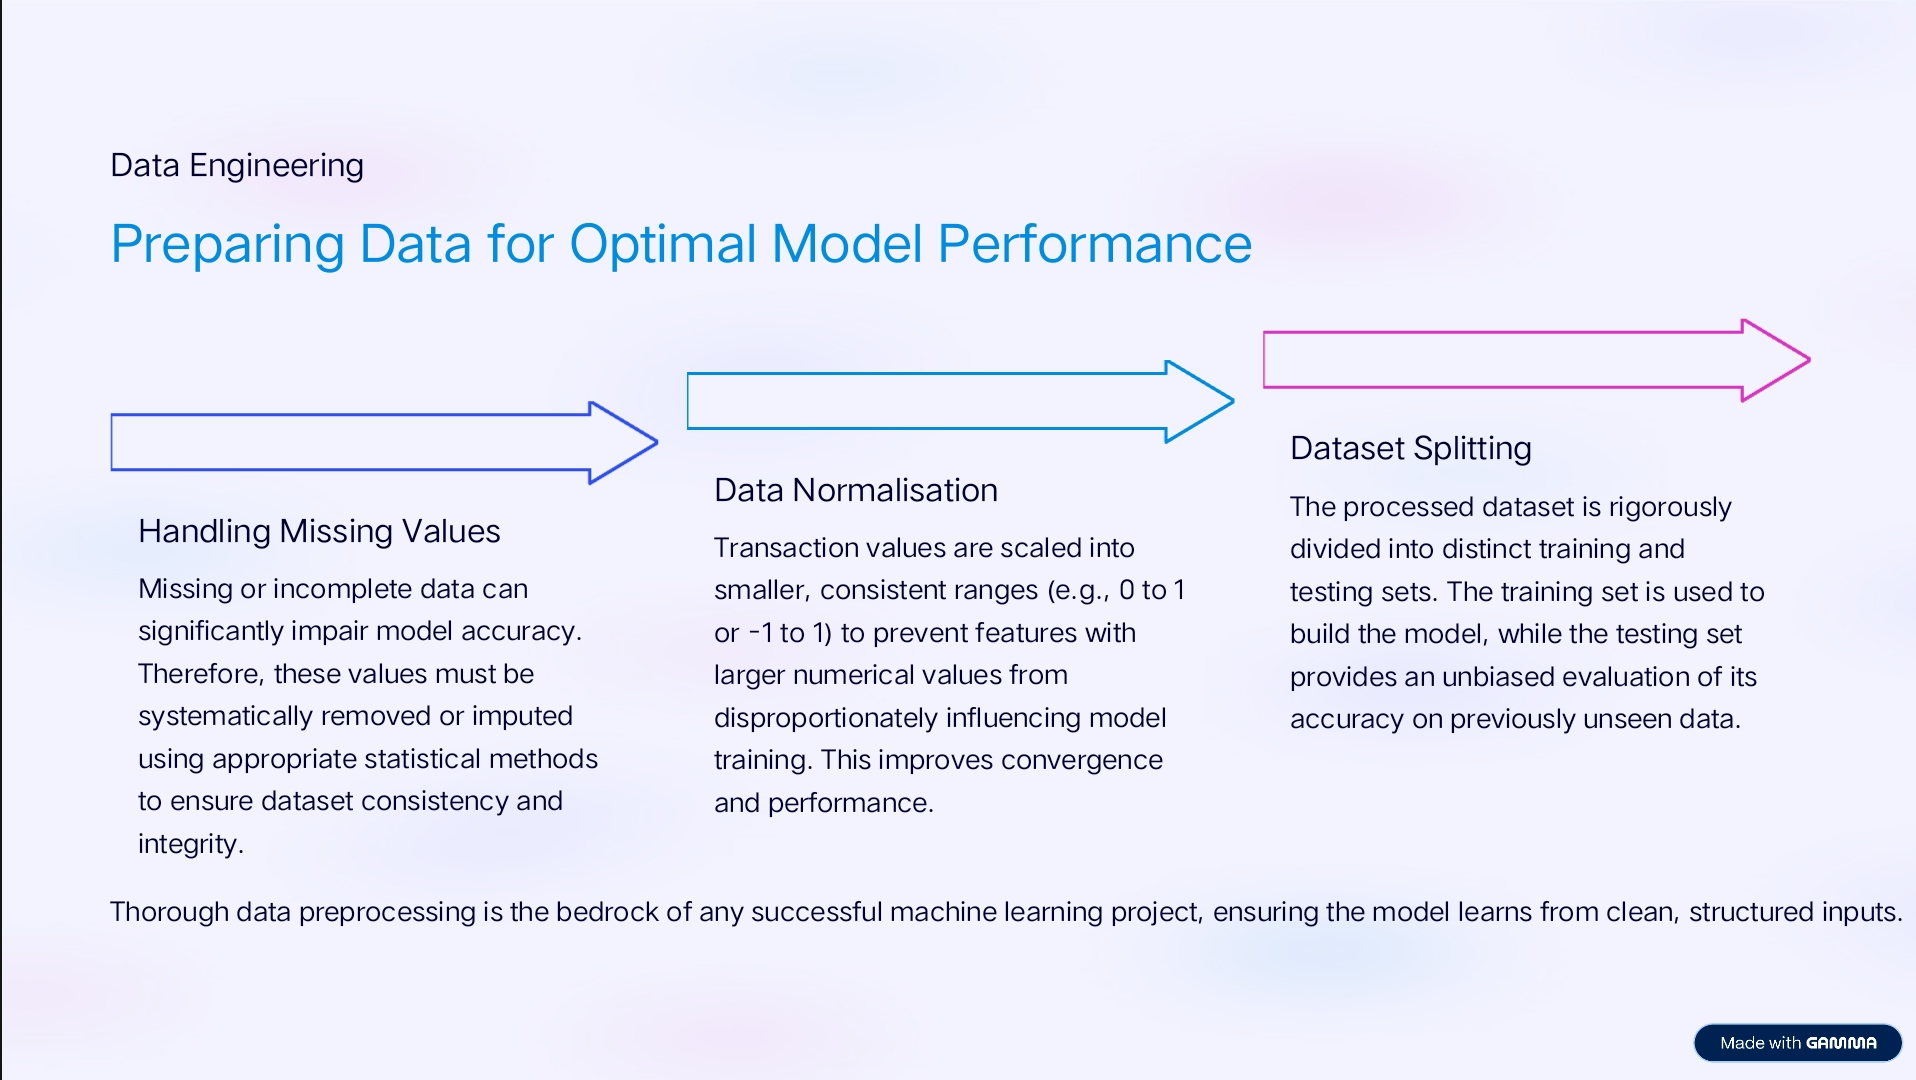 Data Engineering
Preparing Data for Optimal Model Performance
Handling Missing Values
Missing or incomplete data can
significantly impair model accuracy.
Therefore, these values must be
systematically removed or imputed
using appropriate statistical methods
to ensure dataset consistency and
integrity.
Data Normalisation
Transaction values are scaled into
smaller, consistent ranges (e.g., 0 to 1
or -1 to 1) to prevent features with
larger numerical values from
disproportionately influencing model
training. This improves convergence
and performance.
Dataset Splitting
The processed dataset is rigorously
divided into distinct training and
testing sets. The training set is used to
build the model, while the testing set
provides an unbiased evaluation of its
accuracy on previously unseen data.
Thorough data preprocessing is the bedrock of any successful machine learning project, ensuring the model learns from clean, structured inputs.
Made with GAMMA